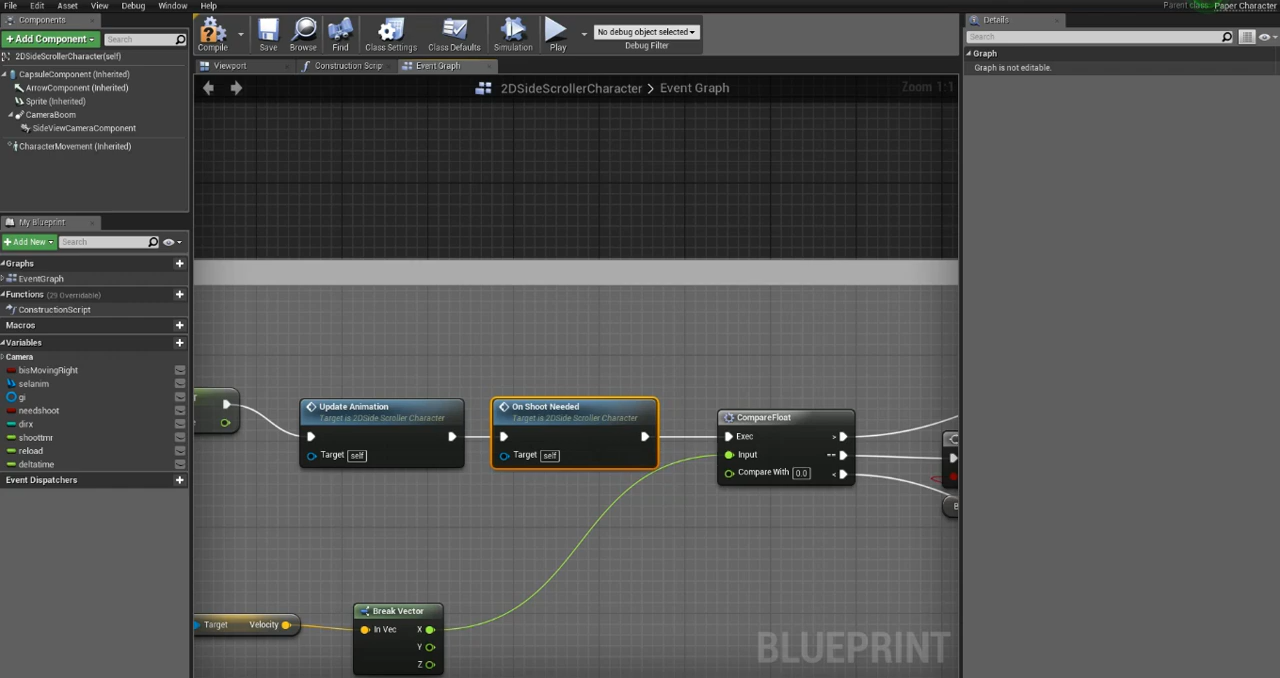 File Edit Asset View Debug Window Help
Parent class: Paper Character
Components
+ Add Component
Search
2DSideScrollerCharacter(self)
CapsuleComponent (Inherited)
ArrowComponent (Inherited)
Sprite (Inherited)
CameraBoom
SideViewCameraComponent
CharacterMovement (Inherited)
My Blueprint
+ Add New
Search
Graphs
EventGraph
Functions (29 Overridable)
ConstructionScript
Macros
Variables
Camera
bisMovingRight
selanim
gi
needshoot
dirx
shoottmr
reload
deltatime
Event Dispatchers
Compile Save Browse Find Class Settings Class Defaults Simulation Play
No debug object selected
Debug Filter
Viewport Construction Scrip Event Graph
2DSideScrollerCharacter > Event Graph
Zoom 1:1
Update Animation
Target is 2DSide Scroller Character
Target self
On Shoot Needed
Target is 2DSide Scroller Character
Target self
CompareFloat
Exec >
Input ==
Compare With 0.0 <
Target Velocity
Break Vector
In Vec X
Y
Z
BLUEPRINT
Details
Search
Graph
Graph is not editable.